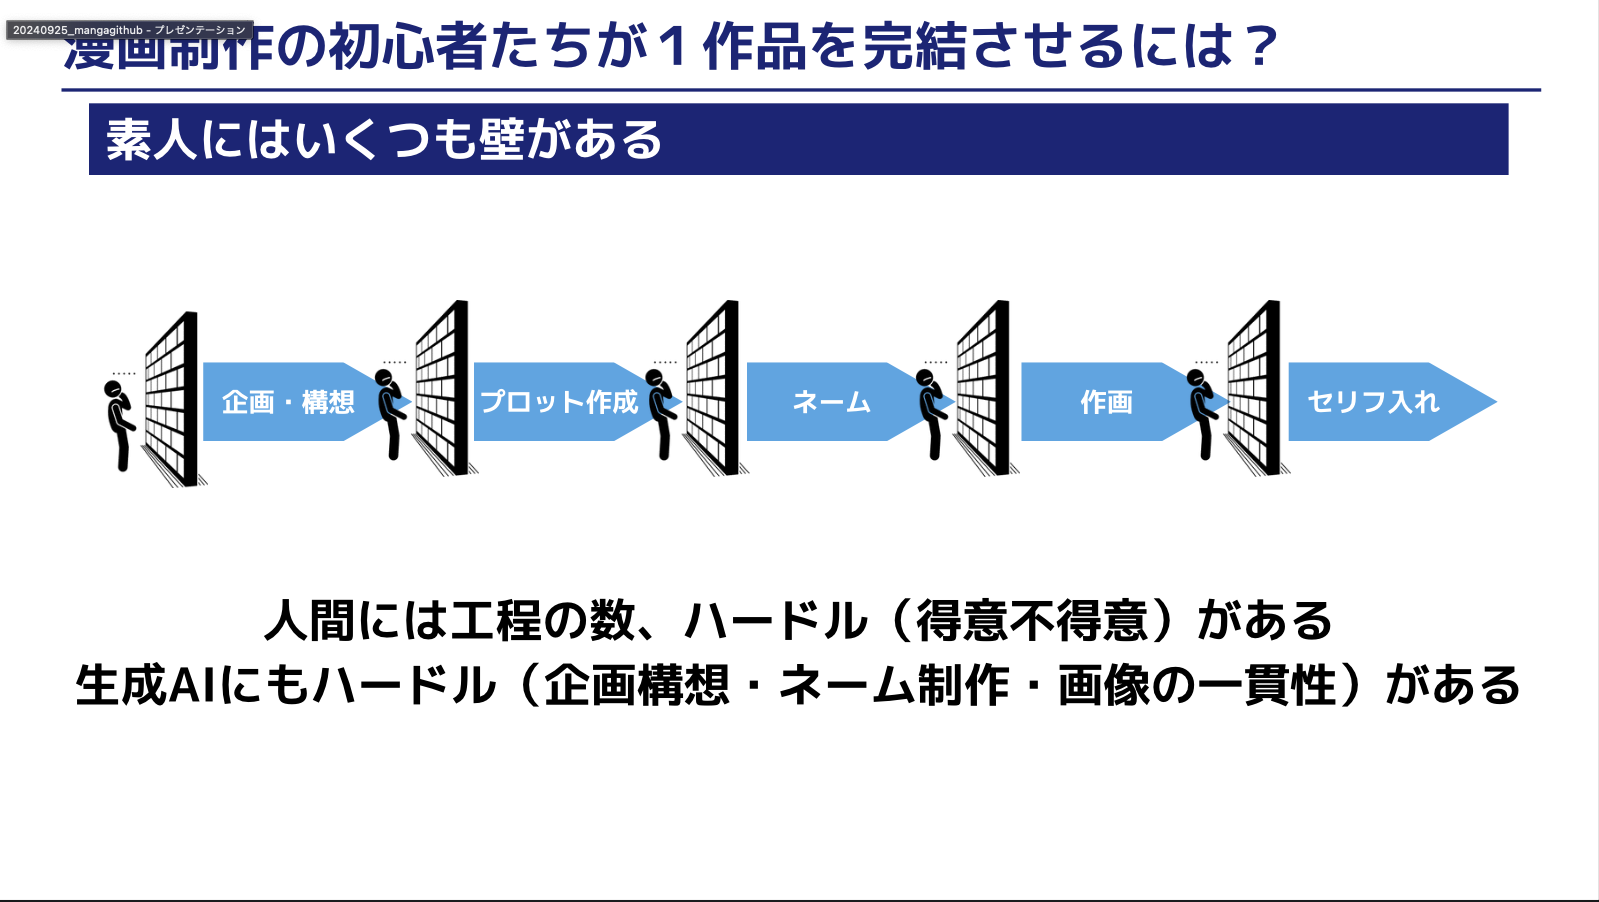 20240925_mangagithub – プレゼンテーション
漫画制作の初心者たちが１作品を完結させるには？
素人にはいくつも壁がある
企画・構想
プロット作成
ネーム
作画
セリフ入れ
人間には工程の数、ハードル（得意不得意）がある
生成AIにもハードル（企画構想・ネーム制作・画像の一貫性）がある